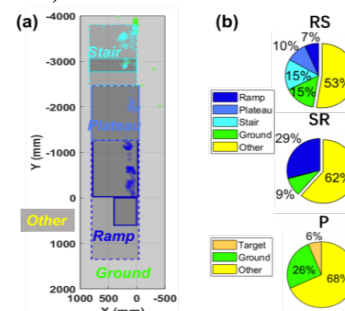 (a)
-4000
-3000
-2000
-1000
0
1000
2000
Y (mm)
1000 500 0 -500
X (mm)
Stair
Plateau
Ramp
Other
Ground
(b)
RS
7%
10%
15%
15%
53%
Ramp
Plateau
Stair
Ground
Other
SR
29%
9%
62%
P
Target
Ground
Other
6%
26%
68%